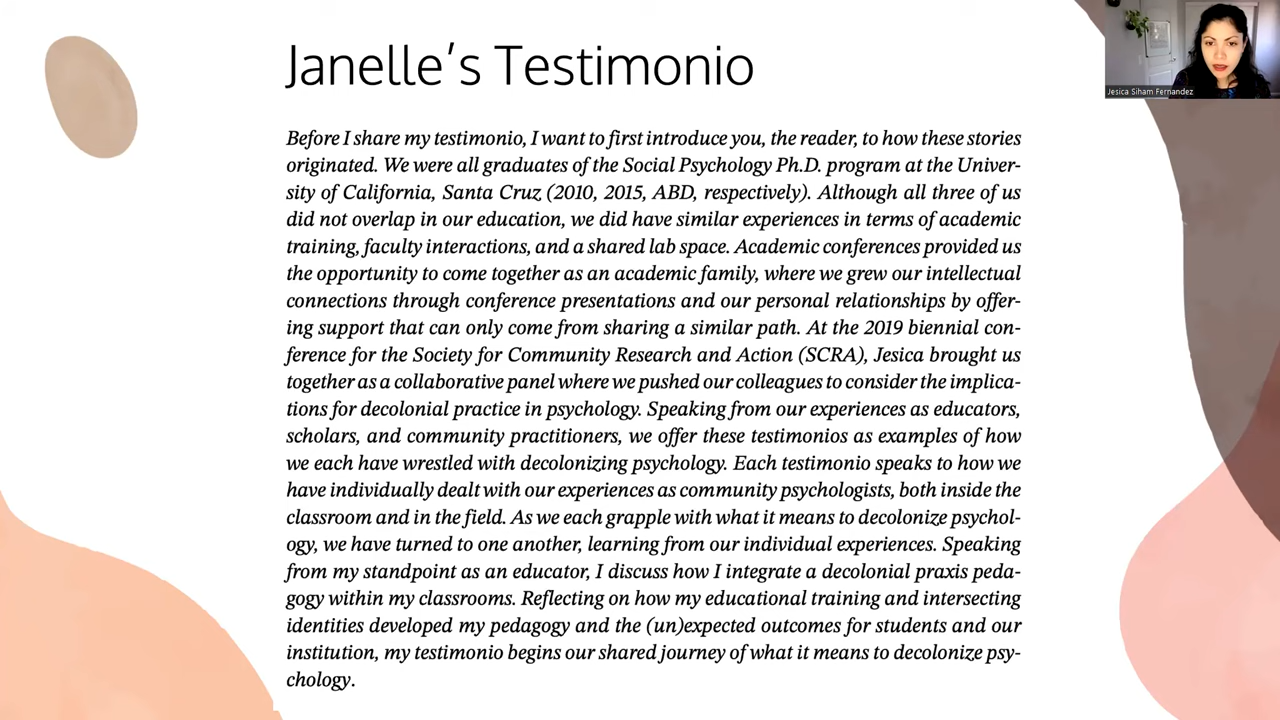 Janelle’s Testimonio
Jesica Siham Fernandez
Before I share my testimonio, I want to first introduce you, the reader, to how these stories
originated. We were all graduates of the Social Psychology Ph.D. program at the Univer-
sity of California, Santa Cruz (2010, 2015, ABD, respectively). Although all three of us
did not overlap in our education, we did have similar experiences in terms of academic
training, faculty interactions, and a shared lab space. Academic conferences provided us
the opportunity to come together as an academic family, where we grew our intellectual
connections through conference presentations and our personal relationships by offer-
ing support that can only come from sharing a similar path. At the 2019 biennial con-
ference for the Society for Community Research and Action (SCRA), Jesica brought us
together as a collaborative panel where we pushed our colleagues to consider the implica-
tions for decolonial practice in psychology. Speaking from our experiences as educators,
scholars, and community practitioners, we offer these testimonios as examples of how
we each have wrestled with decolonizing psychology. Each testimonio speaks to how we
have individually dealt with our experiences as community psychologists, both inside the
classroom and in the field. As we each grapple with what it means to decolonize psychol-
ogy, we have turned to one another, learning from our individual experiences. Speaking
from my standpoint as an educator, I discuss how I integrate a decolonial praxis peda-
gogy within my classrooms. Reflecting on how my educational training and intersecting
identities developed my pedagogy and the (un)expected outcomes for students and our
institution, my testimonio begins our shared journey of what it means to decolonize psy-
chology.